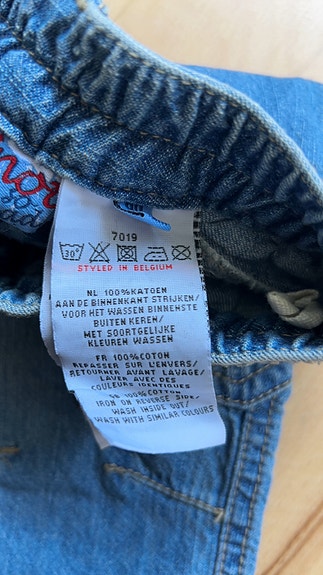 7019
30°
STYLED IN BELGIUM
NL 100%KATOEN
AAN DE BINNENKANT STRIJKEN/
VOOR HET WASSEN BINNENSTE
BUITEN KEREN/
MET SOORTGELIJKE
KLEUREN WASSEN
FR 100%COTON
REPASSER SUR L'ENVERS/
RETOURNER AVANT LAVAGE/
LAVER AVEC DES
COULEURS IDENTIQUES
100% COTTON
IRON ON REVERSE SIDE/
WASH INSIDE OUT/
WASH WITH SIMILAR COLOURS